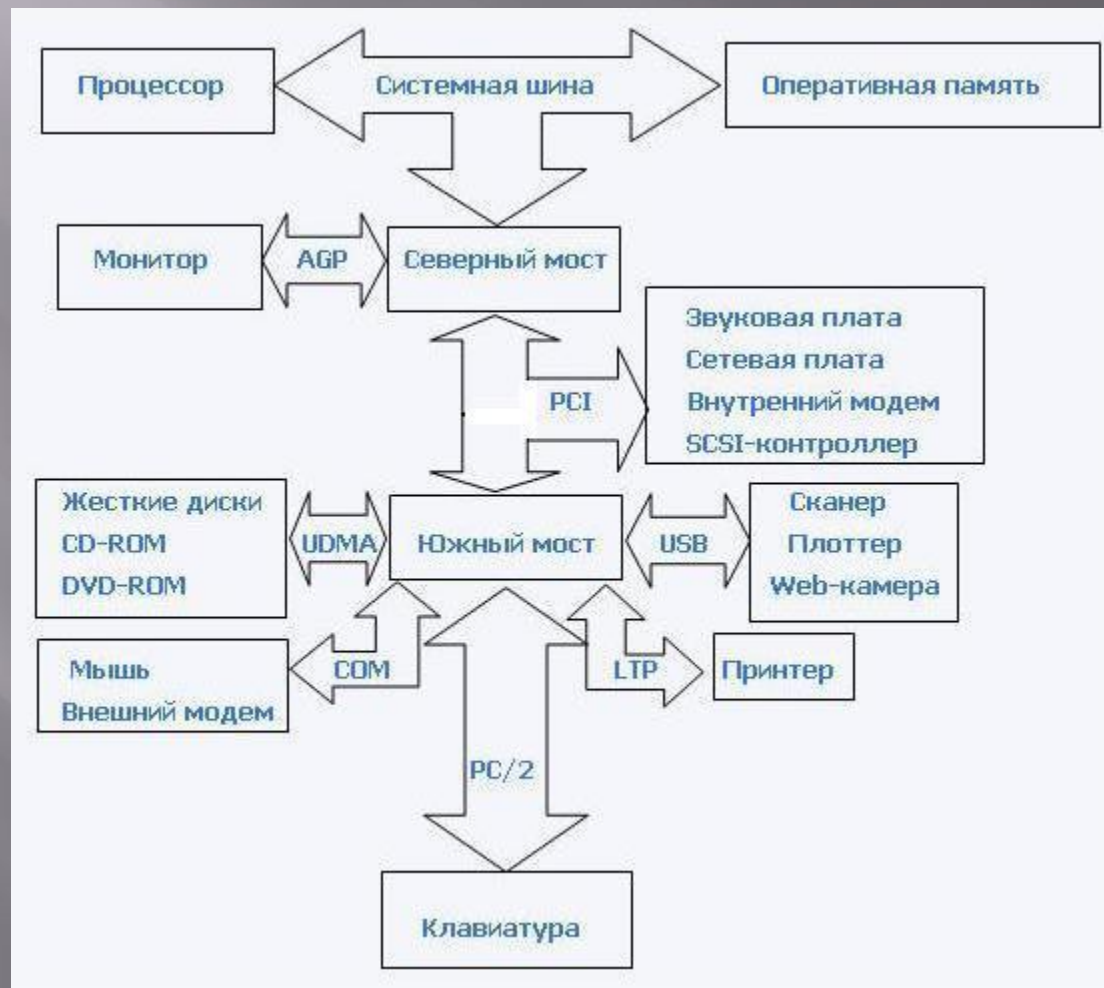 Процессор
Системная шина
Оперативная память
Монитор
AGP
Северный мост
Звуковая плата
Сетевая плата
Внутренний модем
SCSI-контроллер
PCI
Жесткие диски
CD-ROM
DVD-ROM
UDMA
Южный мост
USB
Сканер
Плоттер
Web-камера
Мышь
Внешний модем
COM
LTP
Принтер
PC/2
Клавиатура